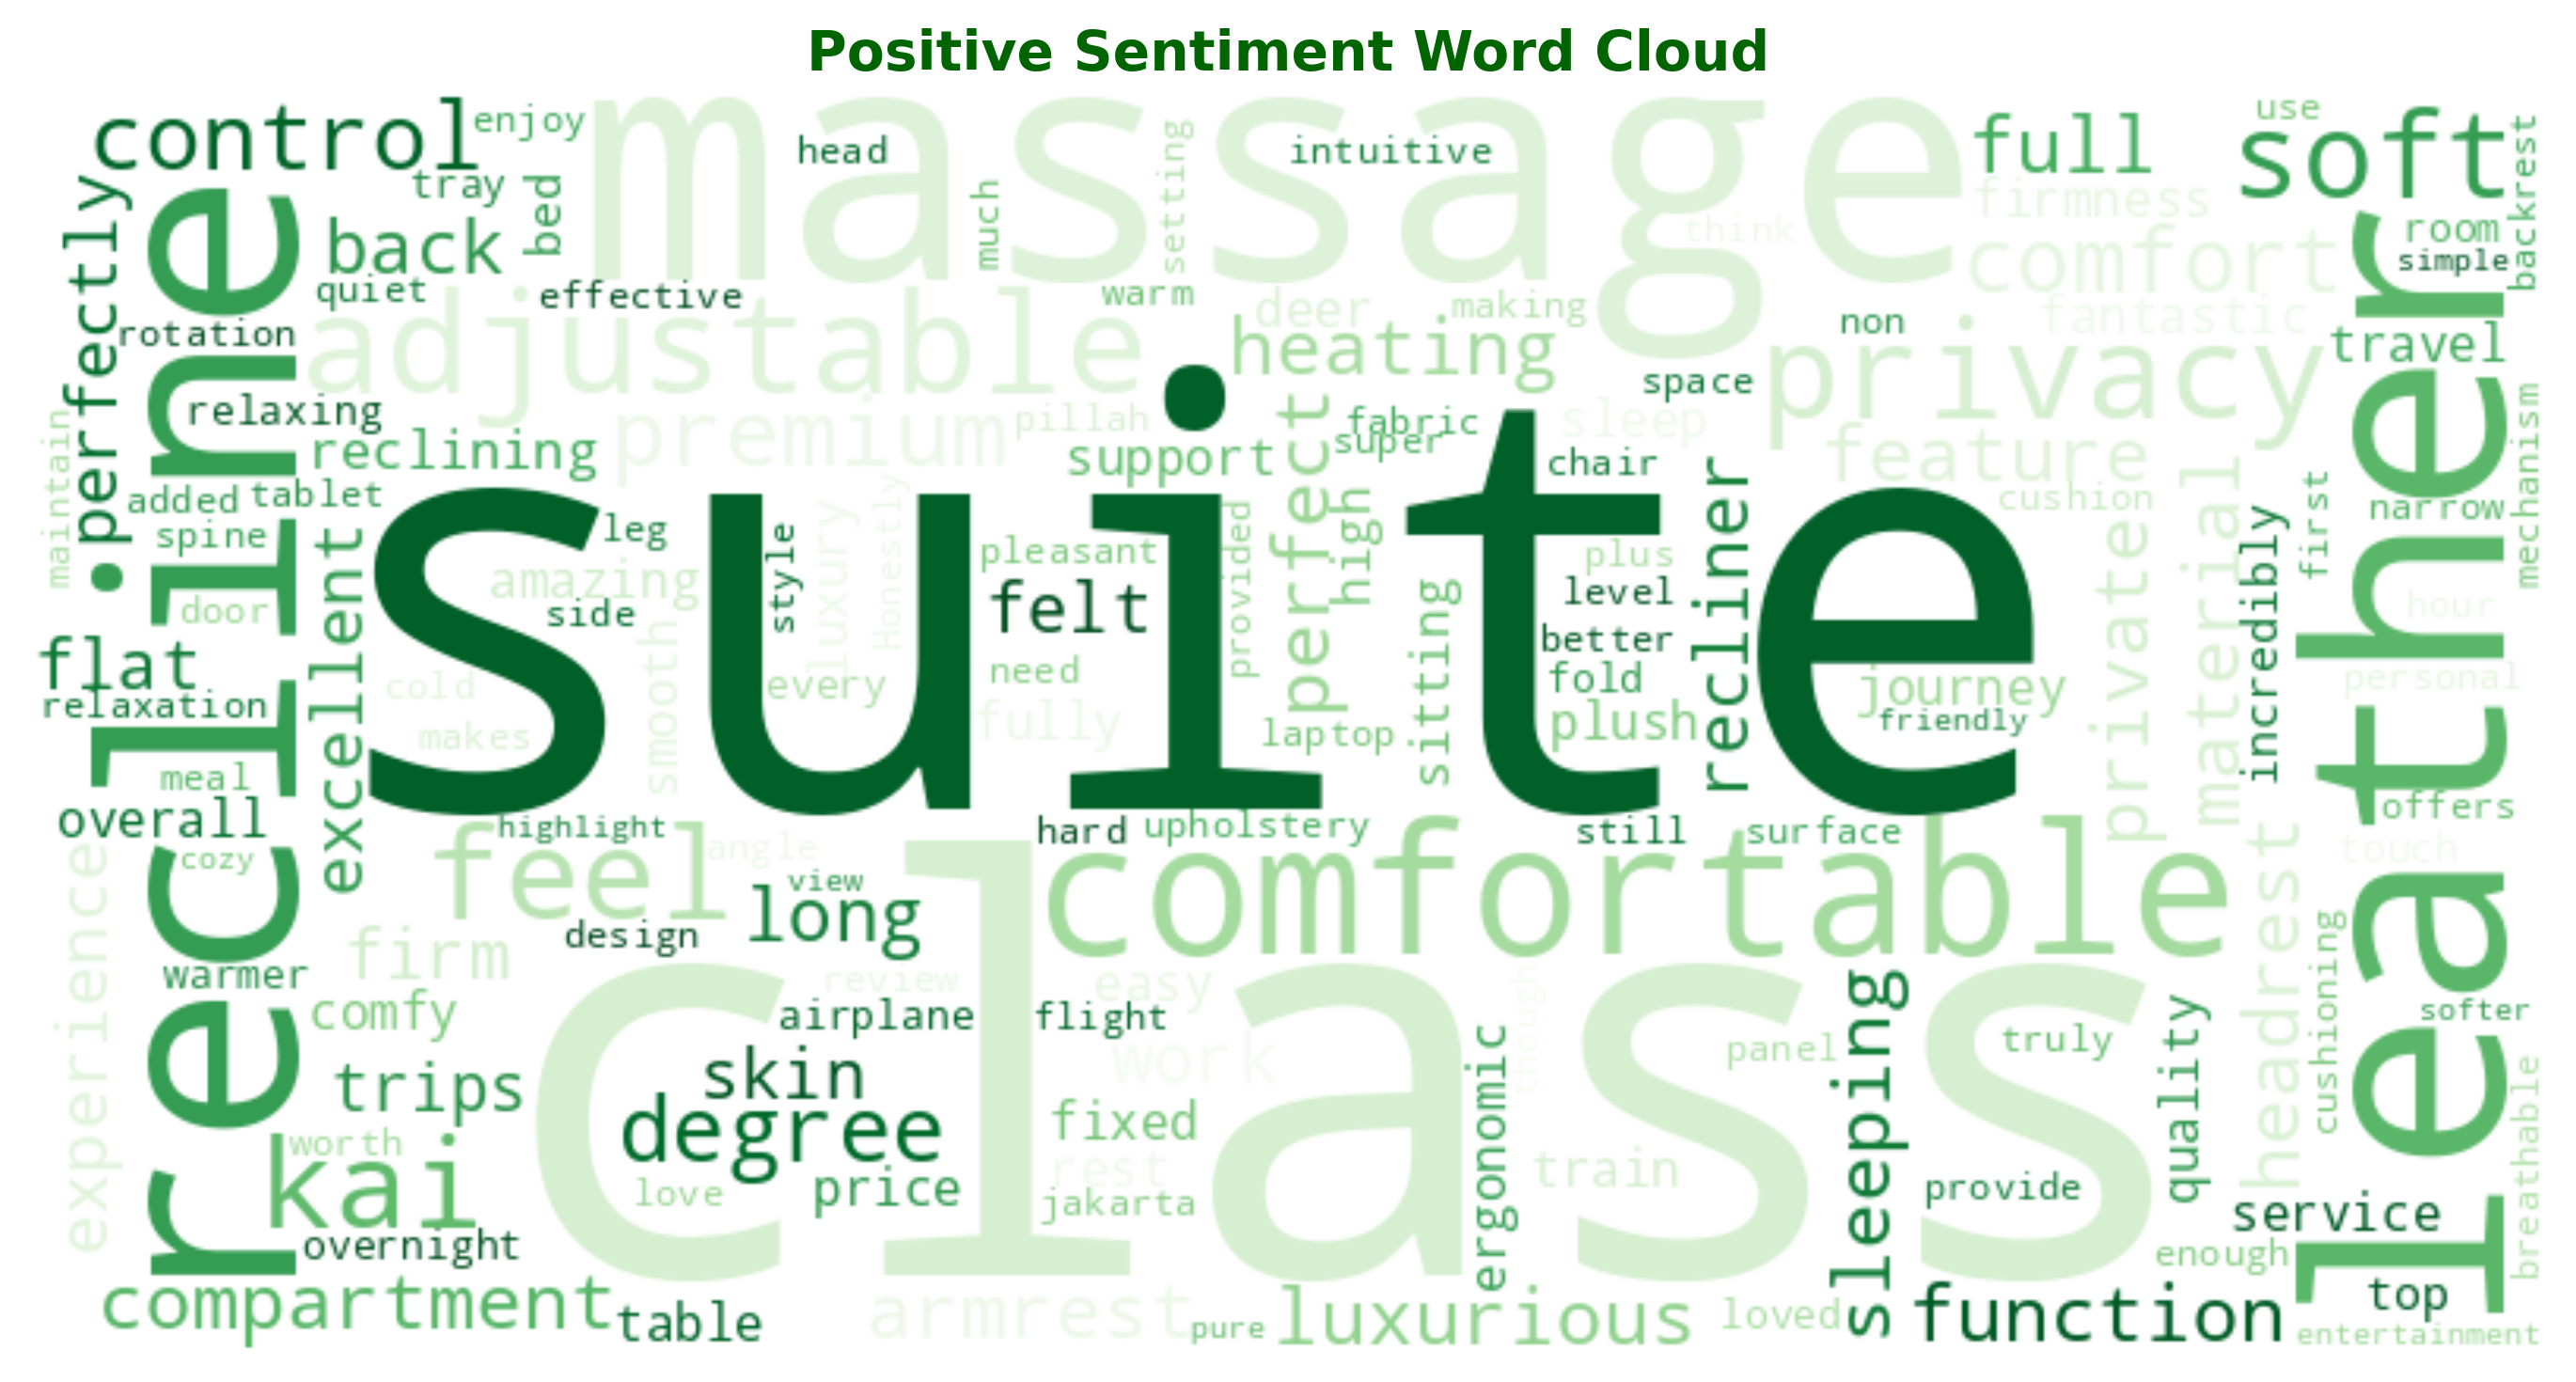 Positive Sentiment Word Cloud
control
enjoy
massage
head
intuitive
full
soft
use
tray
bed
much
setting
firmness
backrest
back
think
comfort
room
simple
perfectly
quiet
effective
warm
deer
making
non
fantastic
rotation
adjustable
heating
privacy
travel
recline
relaxing
premium
pillah
perfect
fabric
super
space
sleep
reclining
support
chair
feature
maintain
added
tablet
high
recliner
material
cushion
first
narrow
mechanism
spine
leg
style
luxury
Honestly
pleasant
provided
plus
incredibly
leather
excellent
amazing
suite
felt
sitting
level
private
door
side
better
hour
flat
cold
smooth
every
need
fold
journey
personal
relaxation
makes
fully
laptop
plush
friendly
meal
overall
highlight
hard
upholstery
still
surface
offers
cozy
feel
angle
comfortable
headrest
touch
view
long
experience
firm
design
class
warmer
review
easy
though
sleeping
quality
cushioning
softer
comfy
airplane
flight
ergonomic
panel
truly
work
trips
skin
degree
fixed
breathable
worth
kai
rest
train
love
price
jakarta
provide
service
overnight
enough
compartment
table
armrest
pure
luxurious
loved
function
top
entertainment